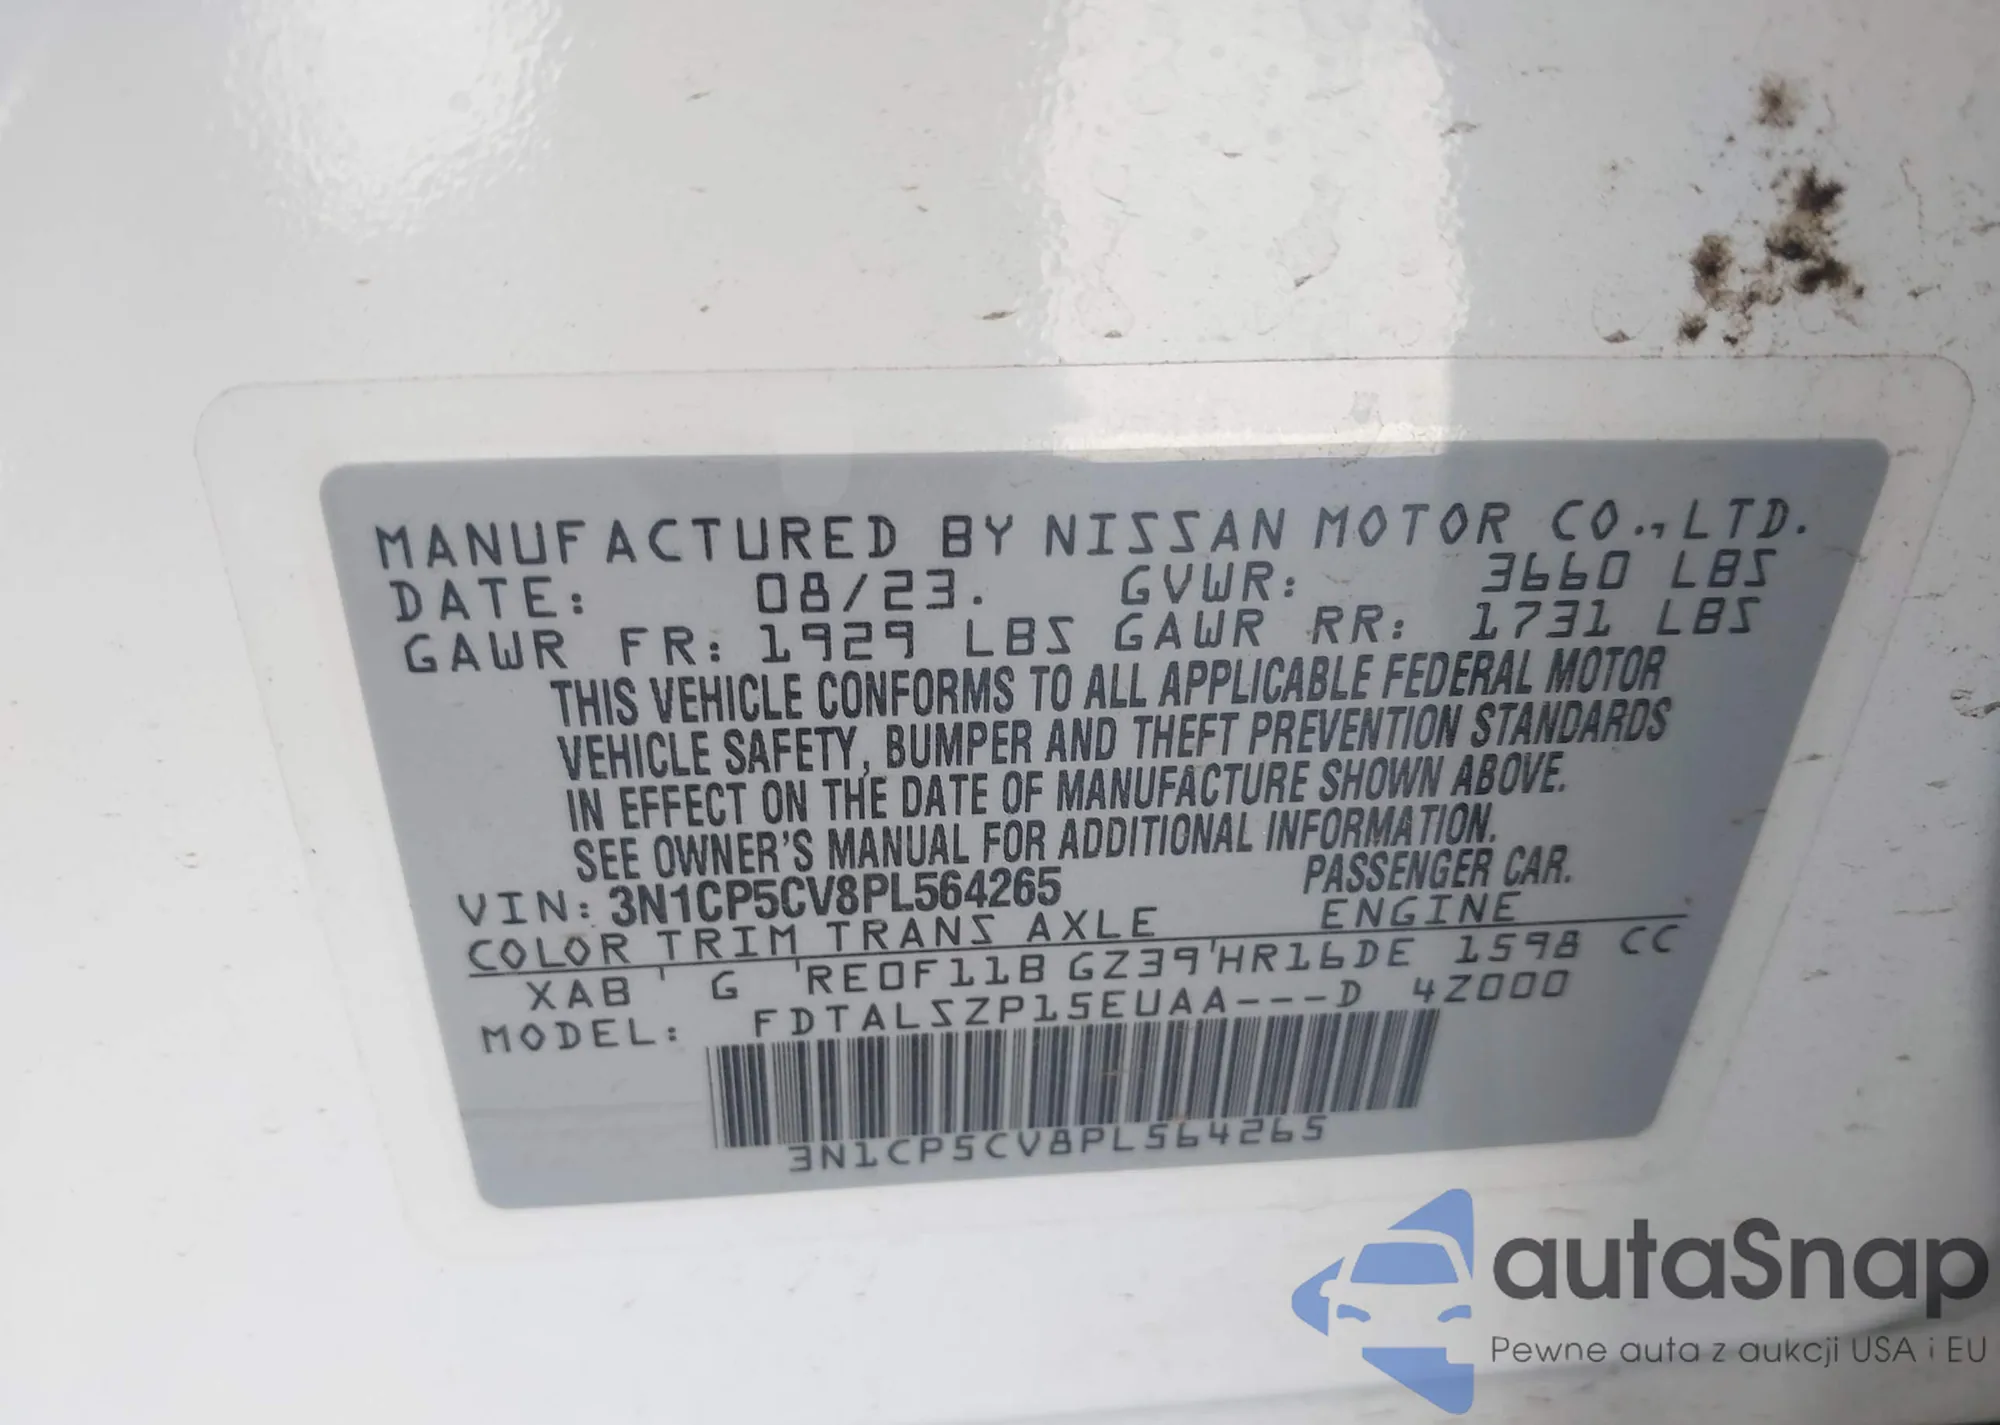 MANUFACTURED BY NISSAN MOTOR CO., LTD.
DATE: 08/23. GVWR: 3660 LBS
GAWR FR: 1929 LBS GAWR RR: 1731 LBS
THIS VEHICLE CONFORMS TO ALL APPLICABLE FEDERAL MOTOR
VEHICLE SAFETY, BUMPER AND THEFT PREVENTION STANDARDS
IN EFFECT ON THE DATE OF MANUFACTURE SHOWN ABOVE.
SEE OWNER'S MANUAL FOR ADDITIONAL INFORMATION.
VIN: 3N1CP5CV8PL564265 PASSENGER CAR.
COLOR TRIM TRANS AXLE ENGINE
XAB ' G 'RE0F11B GZ39'HR16DE 1598 CC
MODEL: FDTALSZP15EUAA---D 4Z000
3N1CP5CV8PL564265
autaSnap
Pewne auta z aukcji USA i EU